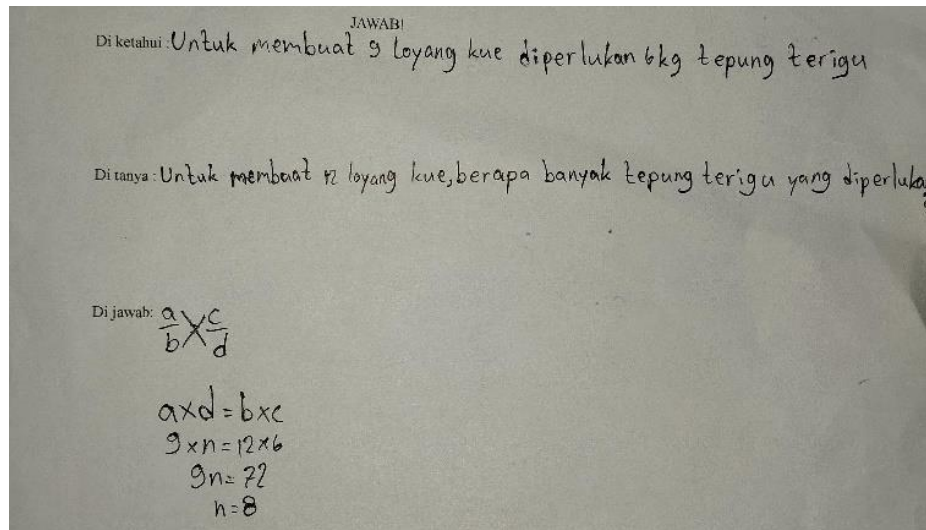 JAWAB!
Di ketahui : Untuk membuat 9 loyang kue diperlukan 6kg tepung terigu
Di tanya : Untuk membuat 12 loyang kue, berapa banyak tepung terigu yang diperluka
Di jawab: a/b × c/d
a×d = b×c
9×n = 12×6
9n = 72
n = 8